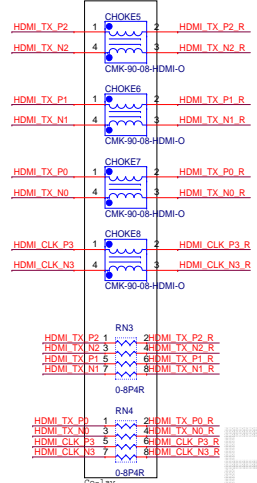 CHOKE5
HDMI_TX_P2 1 2 HDMI_TX_P2_R
HDMI_TX_N2 4 3 HDMI_TX_N2_R
CMK-90-08-HDMI-O
CHOKE6
HDMI_TX_P1 1 2 HDMI_TX_P1_R
HDMI_TX_N1 4 3 HDMI_TX_N1_R
CMK-90-08-HDMI-O
CHOKE7
HDMI_TX_P0 1 2 HDMI_TX_P0_R
HDMI_TX_N0 4 3 HDMI_TX_N0_R
CMK-90-08-HDMI-O
CHOKE8
HDMI_CLK_P3 1 2 HDMI_CLK_P3_R
HDMI_CLK_N3 4 3 HDMI_CLK_N3_R
CMK-90-08-HDMI-O
RN3
HDMI_TX_P2 1 2 HDMI_TX_P2_R
HDMI_TX_N2 3 4 HDMI_TX_N2_R
HDMI_TX_P1 5 6 HDMI_TX_P1_R
HDMI_TX_N1 7 8 HDMI_TX_N1_R
0-8P4R
RN4
HDMI_TX_P0 1 2 HDMI_TX_P0_R
HDMI_TX_N0 3 4 HDMI_TX_N0_R
HDMI_CLK_P3 5 6 HDMI_CLK_P3_R
HDMI_CLK_N3 7 8 HDMI_CLK_N3_R
0-8P4R